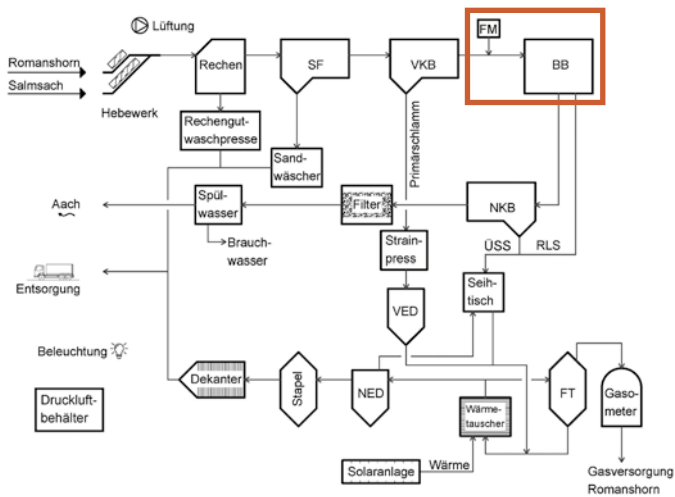 Lüftung
FM
Romanshorn
Salmsach
Rechen
SF
VKB
BB
Hebewerk
Rechengut-
waschpresse
Primärschlamm
Sand-
wäscher
Aach
Spül-
wasser
Filter
NKB
Brauch-
wasser
Strain-
press
ÜSS
RLS
Entsorgung
Seih-
tisch
VED
Beleuchtung
Dekanter
Stapel
NED
FT
Druckluft-
behälter
Wärme-
tauscher
Gaso-
meter
Solaranlage
Wärme
Gasversorgung
Romanshorn